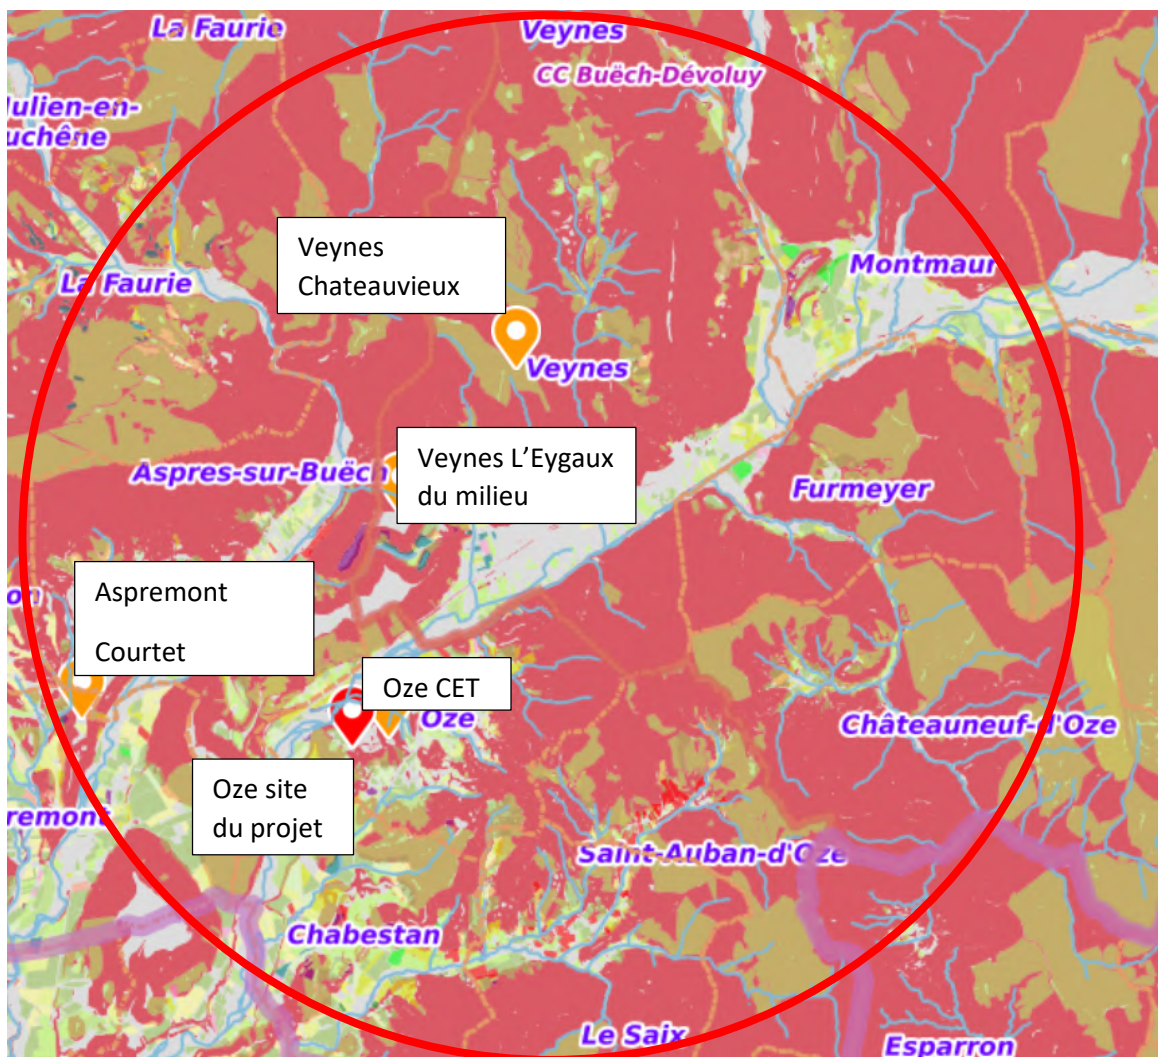 La Faurie
Veynes
CC Buëch-Dévoluy
Julien-en-
uchêne
Veynes
Chateauvieux
Montmaur
La Faurie
Veynes
Aspres-sur-Buëch
Veynes L'Eygaux
du milieu
Furmeyer
on
Aspremont
Courtet
Oze CET
Oze
Châteauneuf-d'Oze
Oze site
du projet
remont
Saint-Auban-d'Oze
Chabestan
Le Saix
Esparron